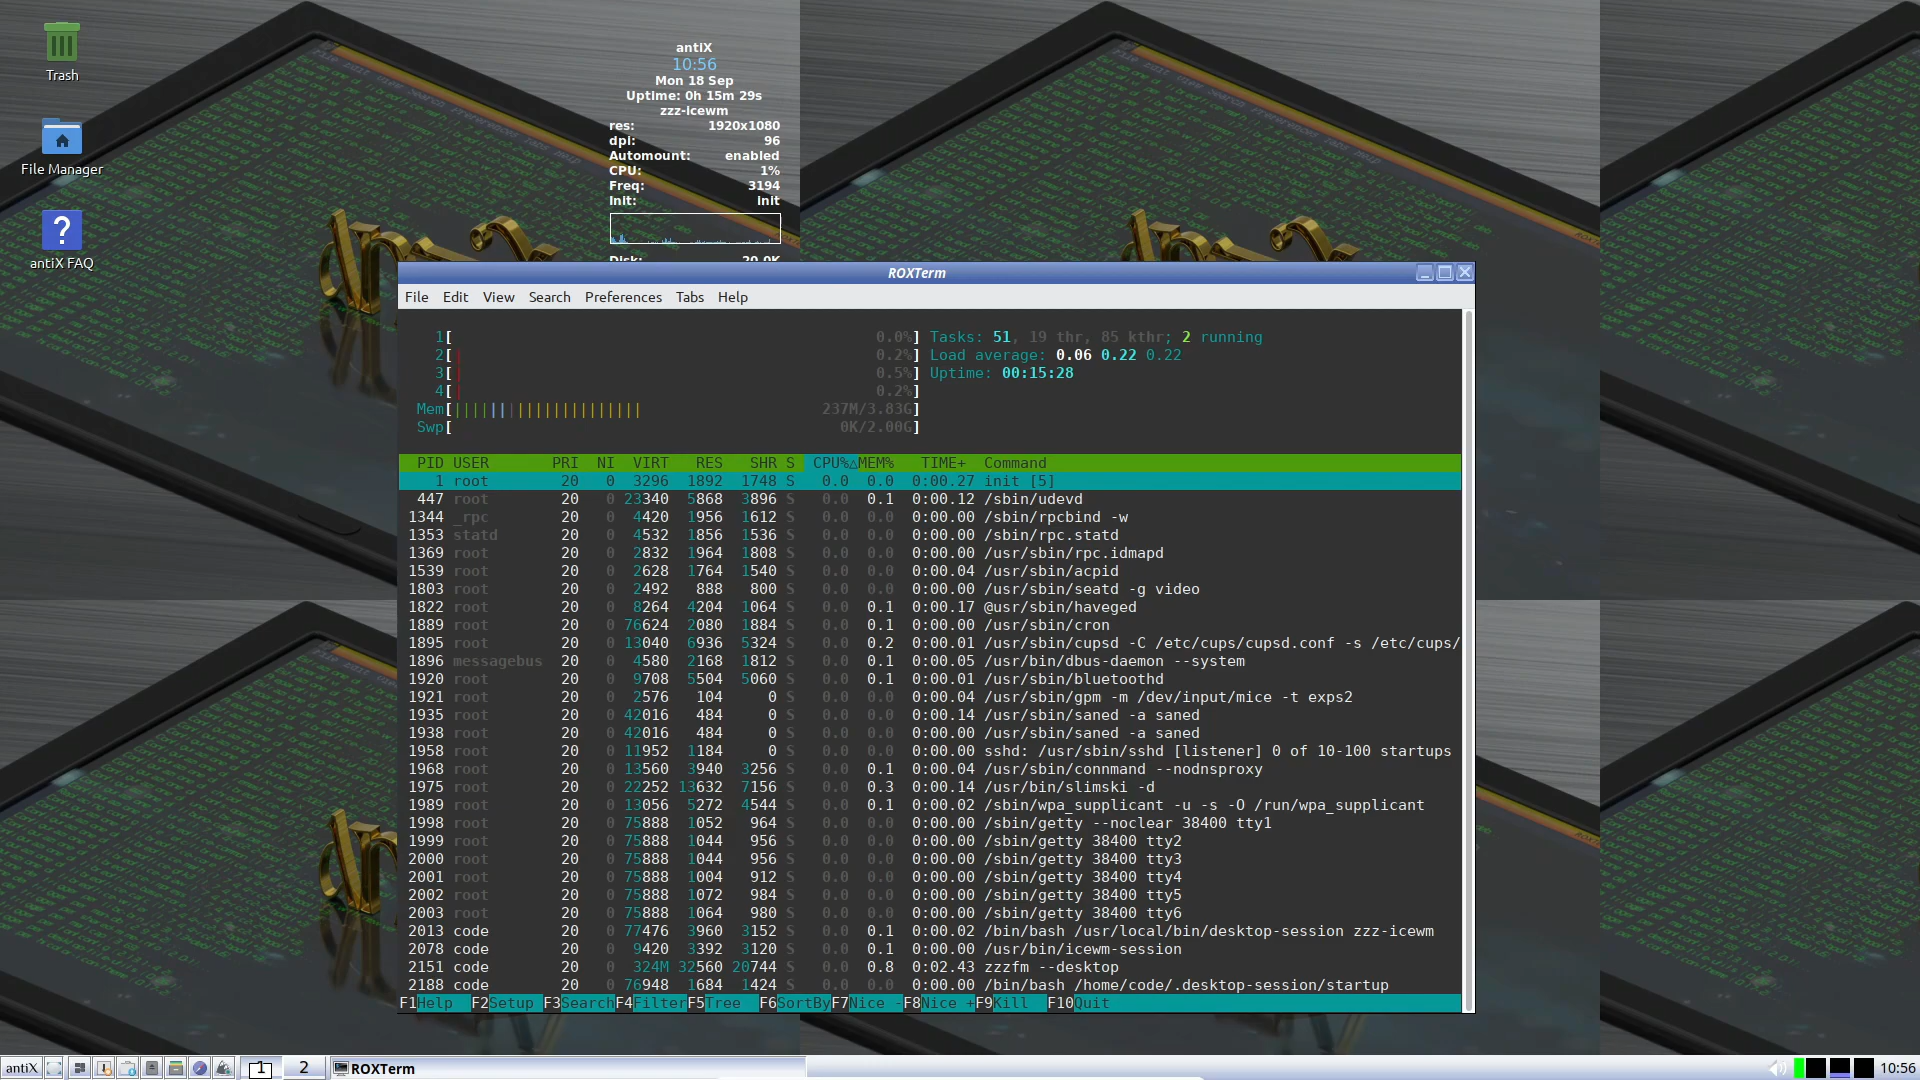 Trash
File Manager
antiX FAQ
antiX
10:56
Mon 18 Sep
Uptime: 0h 15m 29s
zzz-icewm
res: 1920x1080
dpi: 96
Automount: enabled
CPU: 1%
Freq: 3194
Init: init
ROXTerm
File Edit View Search Preferences Tabs Help
1[ 0.0%] Tasks: 51, 19 thr, 85 kthr; 2 running
2[| 0.2%] Load average: 0.06 0.22 0.22
3[| 0.5%] Uptime: 00:15:28
4[| 0.2%]
Mem[||||||||||||||||||||| 237M/3.83G]
Swp[ 0K/2.00G]
PID USER PRI NI VIRT RES SHR S CPU%△MEM% TIME+ Command
1 root 20 0 3296 1892 1748 S 0.0 0.0 0:00.27 init [5]
447 root 20 0 23340 5868 3896 S 0.0 0.1 0:00.12 /sbin/udevd
1344 _rpc 20 0 4420 1956 1612 S 0.0 0.0 0:00.00 /sbin/rpcbind -w
1353 statd 20 0 4532 1856 1536 S 0.0 0.0 0:00.00 /sbin/rpc.statd
1369 root 20 0 2832 1964 1808 S 0.0 0.0 0:00.00 /usr/sbin/rpc.idmapd
1539 root 20 0 2628 1764 1540 S 0.0 0.0 0:00.04 /usr/sbin/acpid
1803 root 20 0 2492 888 800 S 0.0 0.0 0:00.00 /usr/sbin/seatd -g video
1822 root 20 0 8264 4204 1064 S 0.0 0.1 0:00.17 @usr/sbin/haveged
1889 root 20 0 76624 2080 1884 S 0.0 0.1 0:00.00 /usr/sbin/cron
1895 root 20 0 13040 6936 5324 S 0.0 0.2 0:00.01 /usr/sbin/cupsd -C /etc/cups/cupsd.conf -s /etc/cups/
1896 messagebus 20 0 4580 2168 1812 S 0.0 0.1 0:00.05 /usr/bin/dbus-daemon --system
1920 root 20 0 9708 5504 5060 S 0.0 0.1 0:00.01 /usr/sbin/bluetoothd
1921 root 20 0 2576 104 0 S 0.0 0.0 0:00.04 /usr/sbin/gpm -m /dev/input/mice -t exps2
1935 root 20 0 42016 484 0 S 0.0 0.0 0:00.14 /usr/sbin/saned -a saned
1938 root 20 0 42016 484 0 S 0.0 0.0 0:00.00 /usr/sbin/saned -a saned
1958 root 20 0 11952 1184 0 S 0.0 0.0 0:00.00 sshd: /usr/sbin/sshd [listener] 0 of 10-100 startups
1968 root 20 0 13560 3940 3256 S 0.0 0.1 0:00.04 /usr/sbin/connmand --nodnsproxy
1975 root 20 0 22252 13632 7156 S 0.0 0.3 0:00.14 /usr/bin/slimski -d
1989 root 20 0 13056 5272 4544 S 0.0 0.1 0:00.02 /sbin/wpa_supplicant -u -s -O /run/wpa_supplicant
1998 root 20 0 75888 1052 964 S 0.0 0.0 0:00.00 /sbin/getty --noclear 38400 tty1
1999 root 20 0 75888 1044 956 S 0.0 0.0 0:00.00 /sbin/getty 38400 tty2
2000 root 20 0 75888 1044 956 S 0.0 0.0 0:00.00 /sbin/getty 38400 tty3
2001 root 20 0 75888 1004 912 S 0.0 0.0 0:00.00 /sbin/getty 38400 tty4
2002 root 20 0 75888 1072 984 S 0.0 0.0 0:00.00 /sbin/getty 38400 tty5
2003 root 20 0 75888 1064 980 S 0.0 0.0 0:00.00 /sbin/getty 38400 tty6
2013 code 20 0 77476 3960 3152 S 0.0 0.1 0:00.02 /bin/bash /usr/local/bin/desktop-session zzz-icewm
2078 code 20 0 9420 3392 3120 S 0.0 0.1 0:00.00 /usr/bin/icewm-session
2151 code 20 0 324M 32560 20744 S 0.0 0.8 0:02.43 zzzfm --desktop
2188 code 20 0 76948 1684 1424 S 0.0 0.0 0:00.00 /bin/bash /home/code/.desktop-session/startup
F1Help F2Setup F3SearchF4FilterF5Tree F6SortByF7Nice -F8Nice +F9Kill F10Quit
antiX 1 2 ROXTerm 10:56